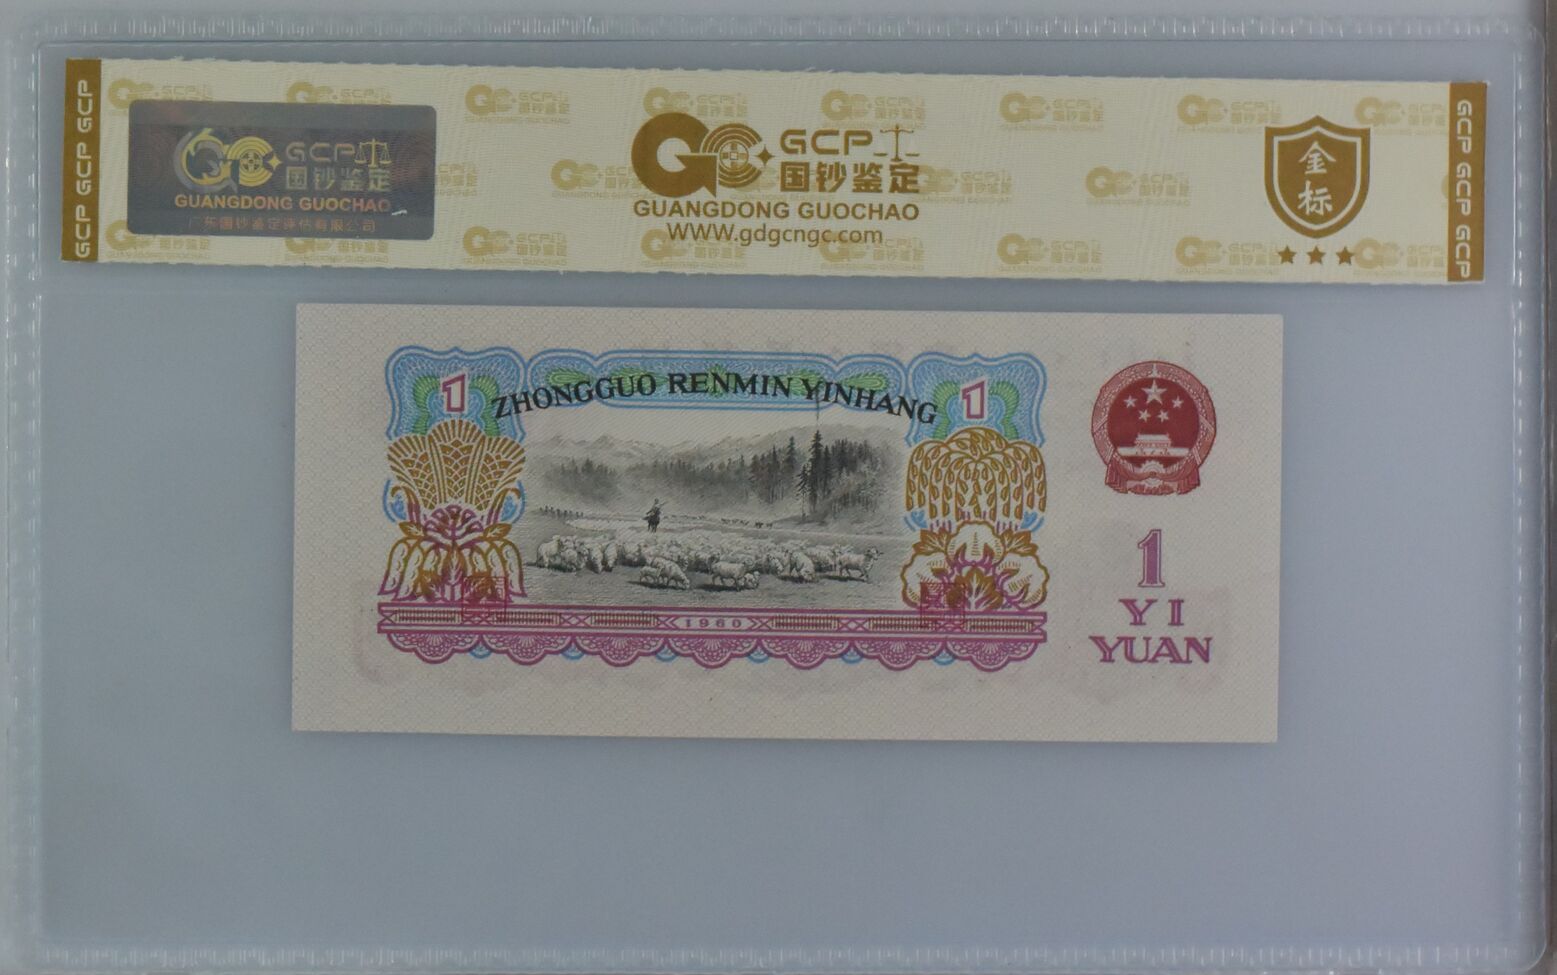 GCP GCP GCP
GCP
国钞鉴定
GUANGDONG GUOCHAO
广东国钞鉴定评估有限公司
GCP
国钞鉴定
GUANGDONG GUOCHAO
WWW.gdgcngc.com
金
标
GCP GCP GCP
1
ZHONGGUO RENMIN YINHANG
1
1
YI
YUAN
1960